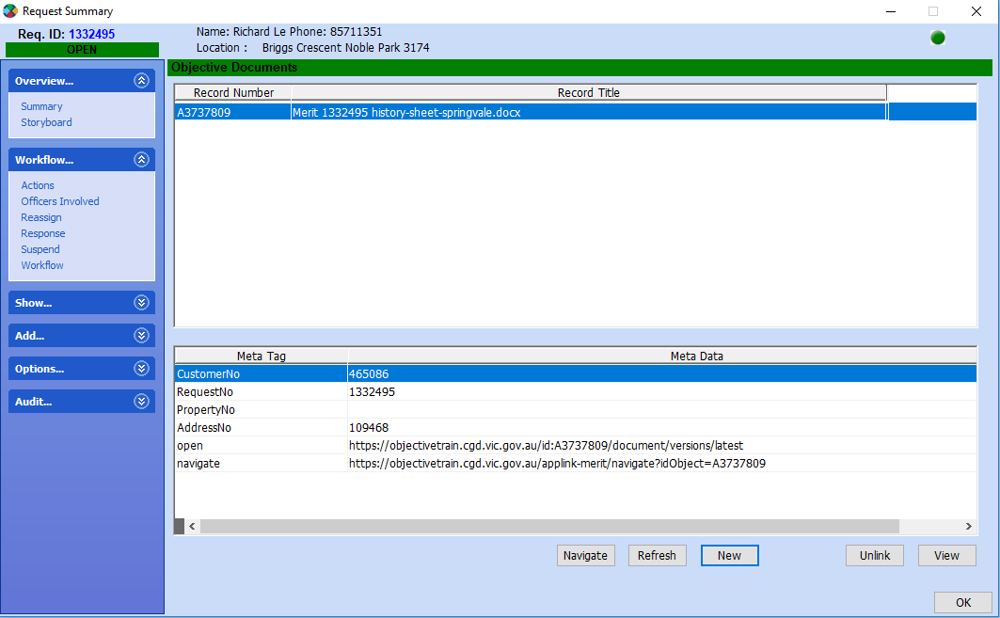 Request Summary
Req. ID: 1332495
OPEN
Name: Richard Le Phone: 85711351
Location : Briggs Crescent Noble Park 3174
Overview...
Summary
Storyboard
Workflow...
Actions
Officers Involved
Reassign
Response
Suspend
Workflow
Show...
Add...
Options...
Audit...
Objective Documents
Record Number Record Title
A3737809 Merit 1332495 history-sheet-springvale.docx
Meta Tag Meta Data
CustomerNo 465086
RequestNo 1332495
PropertyNo
AddressNo 109468
open https://objectivetrain.cgd.vic.gov.au/id:A3737809/document/versions/latest
navigate https://objectivetrain.cgd.vic.gov.au/applink-merit/navigate?idObject=A3737809
Navigate Refresh New Unlink View
OK